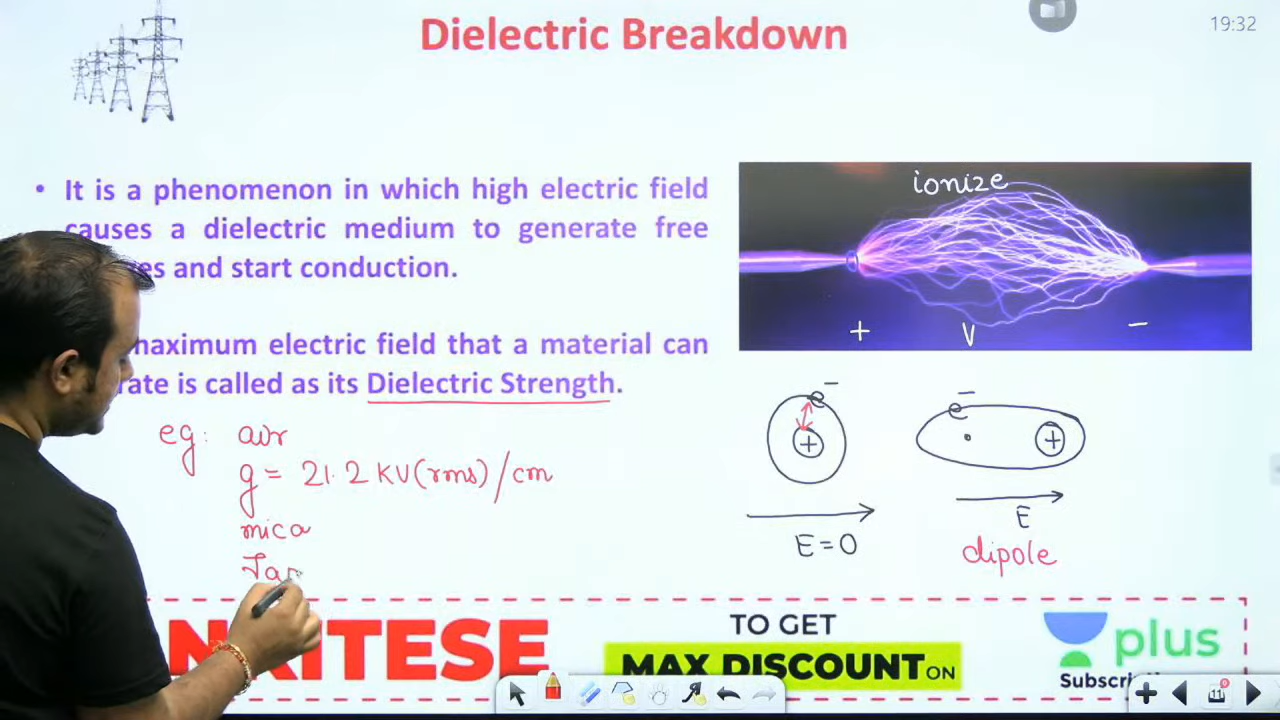 Dielectric Breakdown
19:32
• It is a phenomenon in which high electric field
causes a dielectric medium to generate free
and start conduction.
maximum electric field that a material can
is called as its Dielectric Strength.
eg: air
g = 21.2 KV(rms)/cm
mica
ionize
+ V −
e −
+
E = 0
e −
+
E
dipole
TO GET
MAX DISCOUNT ON
plus
11